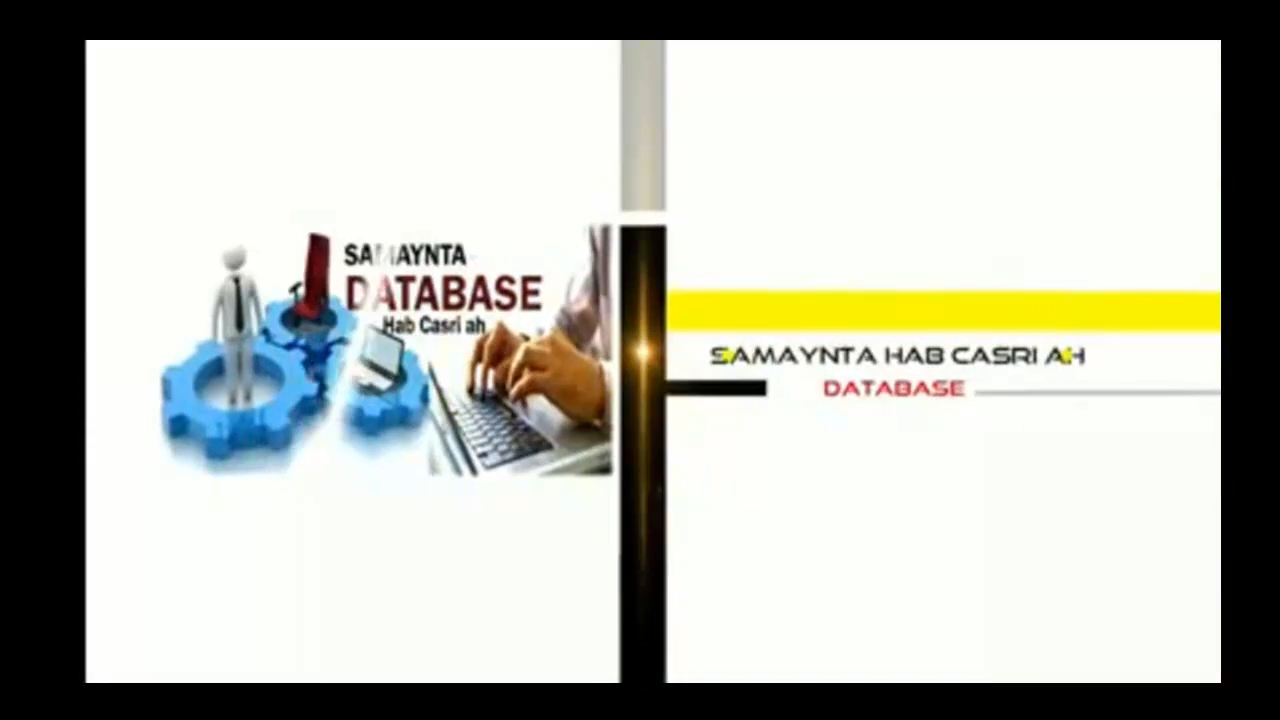 SAMAYNTA
DATABASE
Hab Casri ah
SAMAYNTA HAB CASRI AH
DATABASE